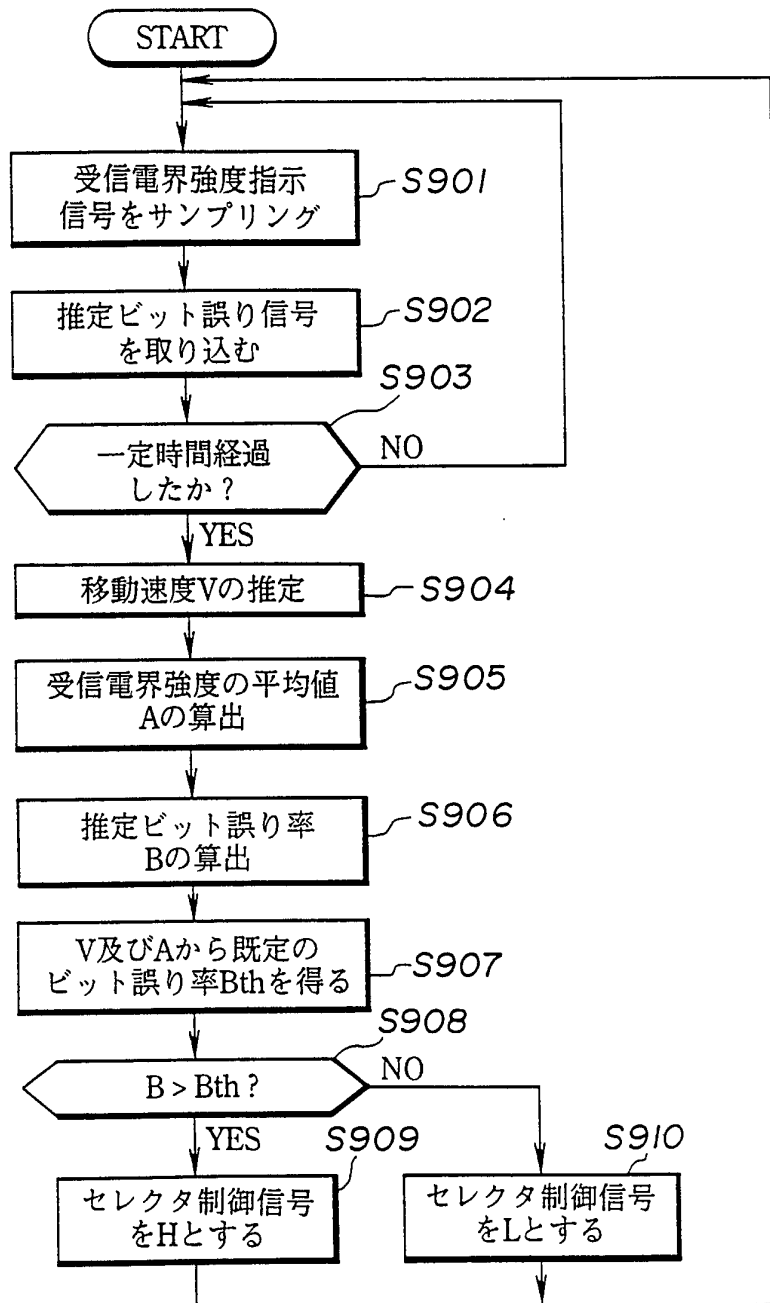 START
受信電界強度指示
信号をサンプリング
S901
推定ビット誤り信号
を取り込む
S902
S903
一定時間経過
したか?
NO
YES
移動速度Vの推定
S904
受信電界強度の平均値
Aの算出
S905
推定ビット誤り率
Bの算出
S906
V及びAから既定の
ビット誤り率Bthを得る
S907
S908
B > Bth ?
NO
YES
S909
セレクタ制御信号
をHとする
S910
セレクタ制御信号
をLとする